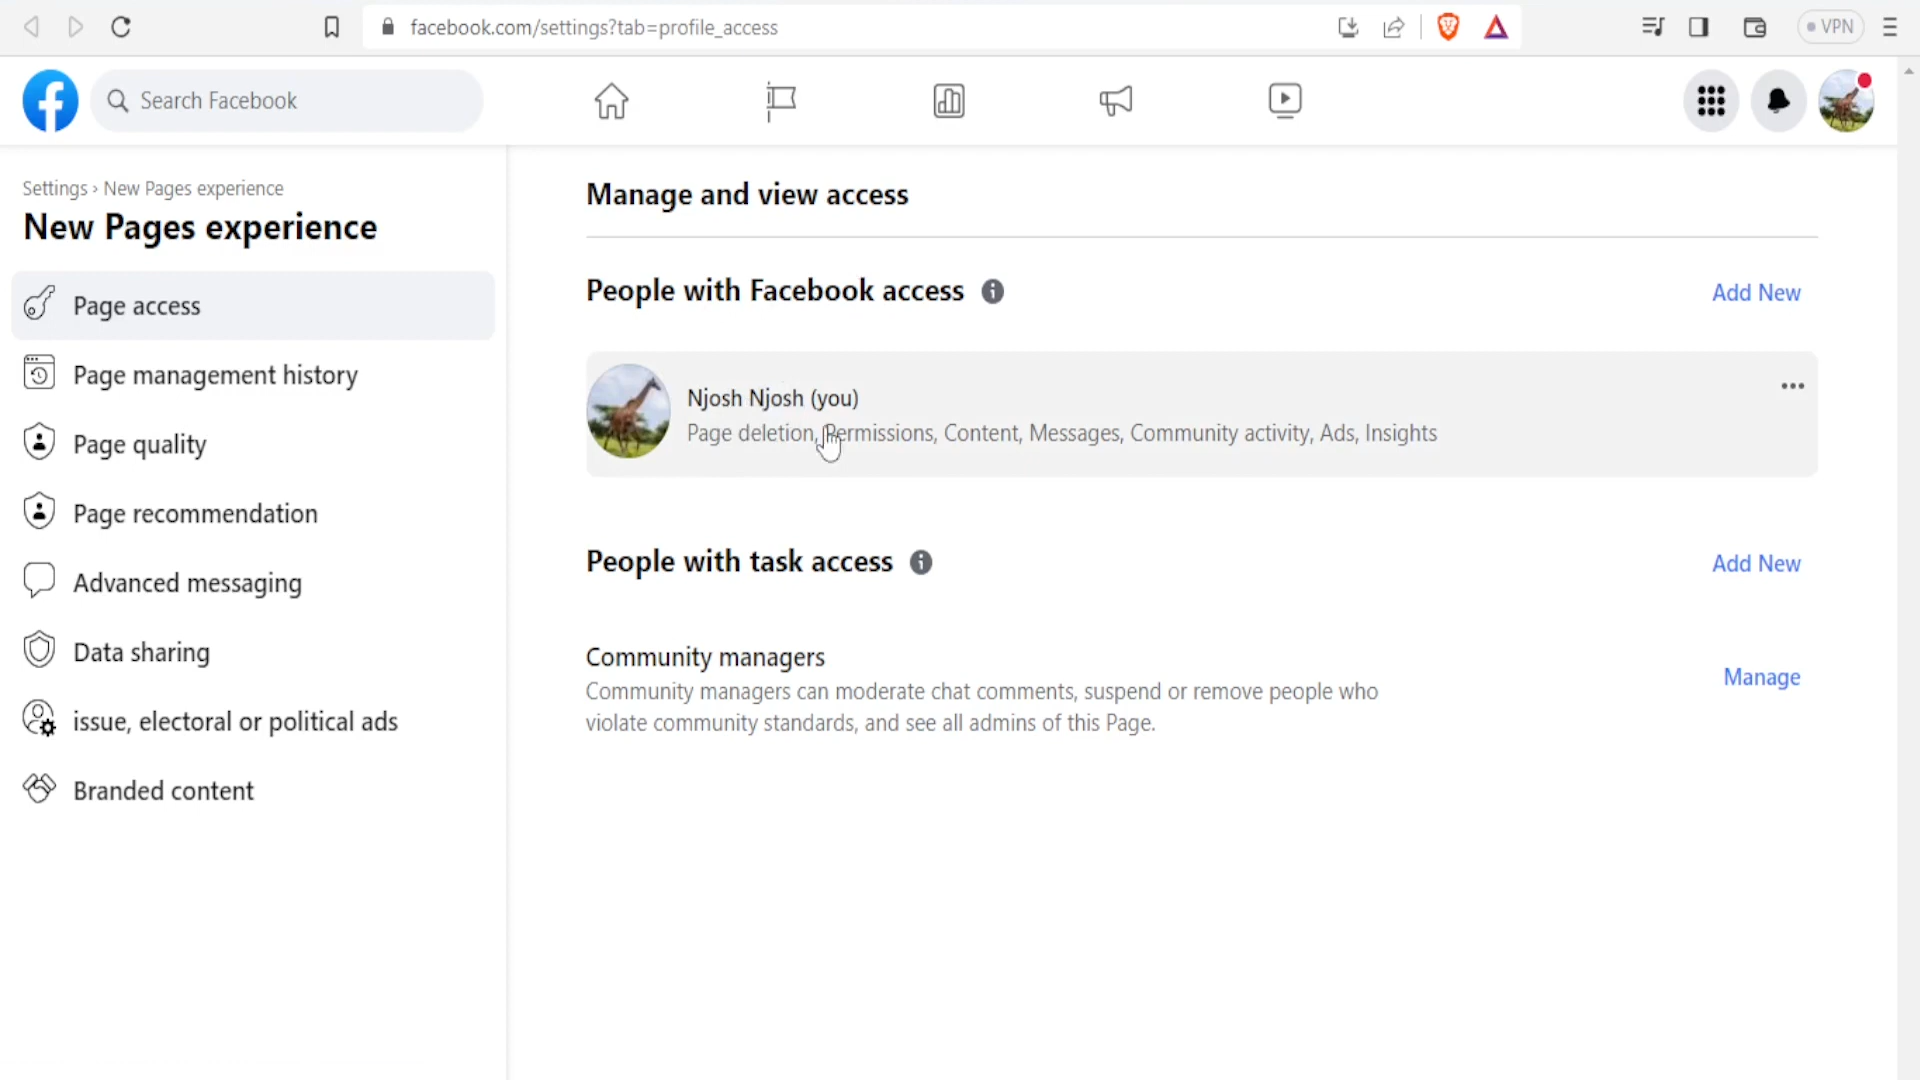 facebook.com/settings?tab=profile_access
VPN
Search Facebook
Settings › New Pages experience
New Pages experience
Page access
Page management history
Page quality
Page recommendation
Advanced messaging
Data sharing
issue, electoral or political ads
Branded content
Manage and view access
People with Facebook access
Add New
Njosh Njosh (you)
Page deletion, Permissions, Content, Messages, Community activity, Ads, Insights
People with task access
Add New
Community managers
Community managers can moderate chat comments, suspend or remove people who
violate community standards, and see all admins of this Page.
Manage